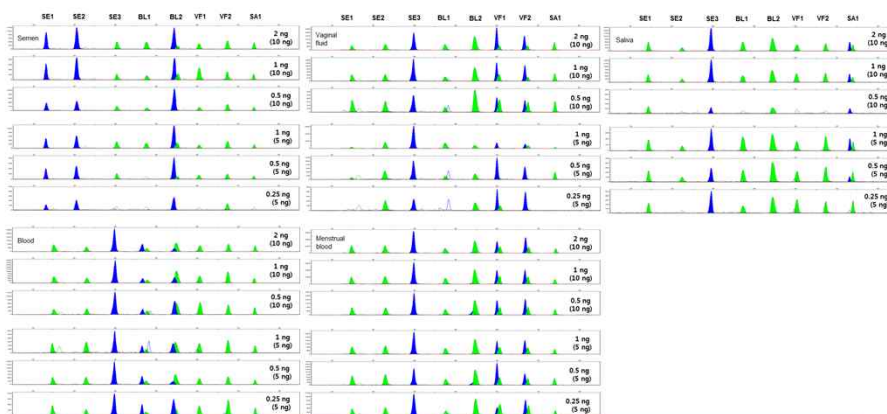 SE1 SE2 SE3 BL1 BL2 VF1 VF2 SA1
Semen
2 ng
(10 ng)
1 ng
(10 ng)
0.5 ng
(10 ng)
1 ng
(5 ng)
0.5 ng
(5 ng)
0.25 ng
(5 ng)
SE1 SE2 SE3 BL1 BL2 VF1 VF2 SA1
Vaginal
fluid
2 ng
(10 ng)
1 ng
(10 ng)
0.5 ng
(10 ng)
1 ng
(5 ng)
0.5 ng
(5 ng)
0.25 ng
(5 ng)
SE1 SE2 SE3 BL1 BL2 VF1 VF2 SA1
Saliva
2 ng
(10 ng)
1 ng
(10 ng)
0.5 ng
(10 ng)
1 ng
(5 ng)
0.5 ng
(5 ng)
0.25 ng
(5 ng)
Blood
2 ng
(10 ng)
1 ng
(10 ng)
0.5 ng
(10 ng)
1 ng
(5 ng)
0.5 ng
(5 ng)
0.25 ng
(5 ng)
Menstrual
blood
2 ng
(10 ng)
1 ng
(10 ng)
0.5 ng
(10 ng)
1 ng
(5 ng)
0.5 ng
(5 ng)
0.25 ng
(5 ng)